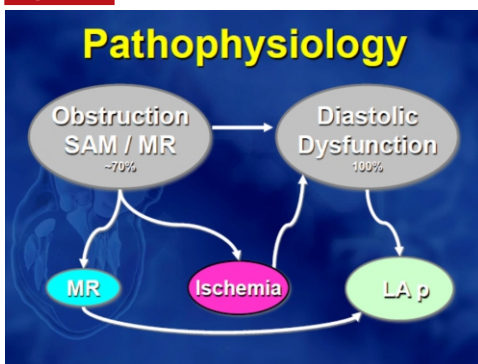 Pathophysiology
Obstruction
SAM / MR
~70%
Diastolic
Dysfunction
100%
MR
Ischemia
LA p